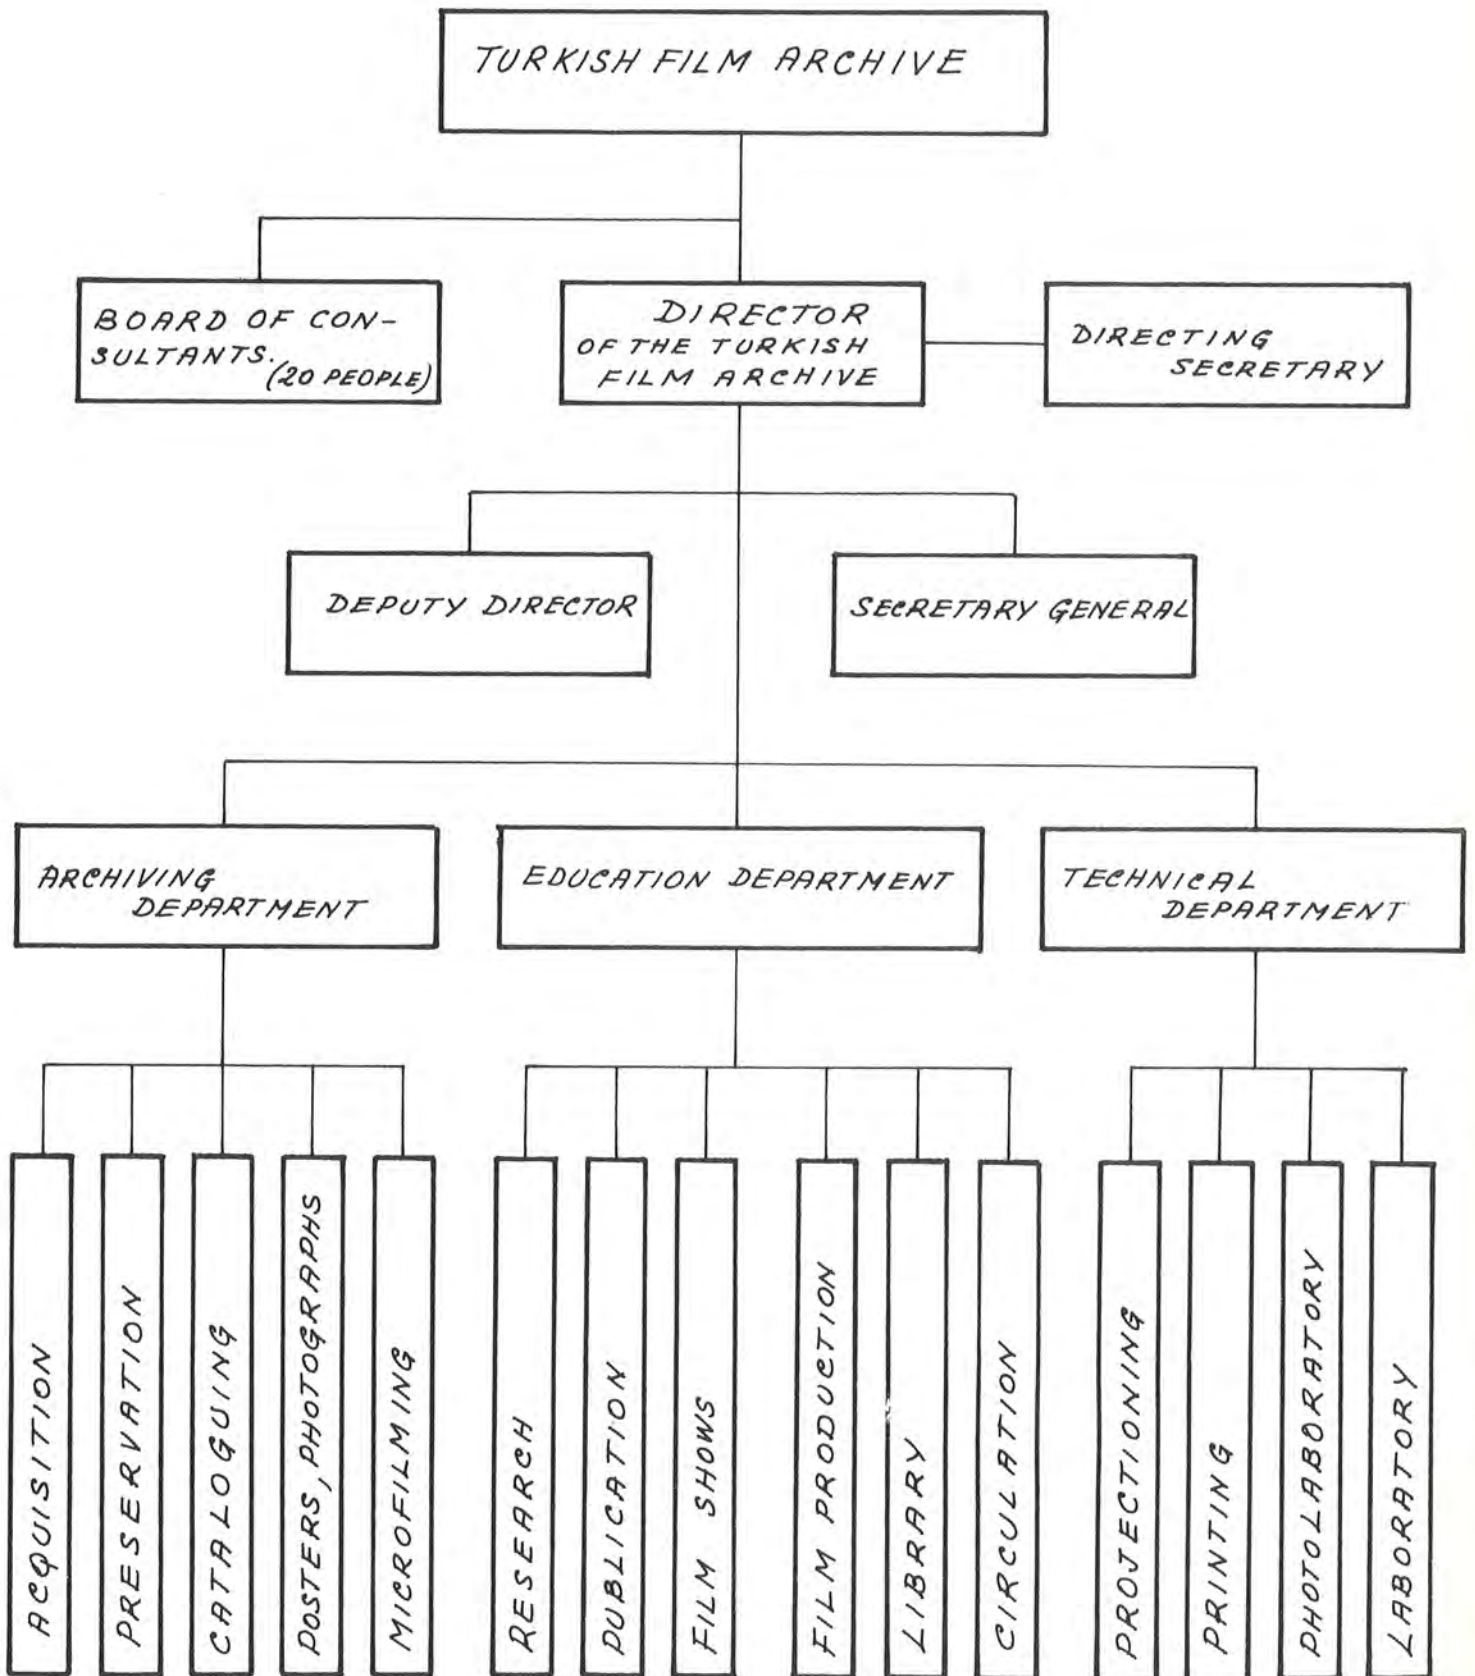 TURKISH FILM ARCHIVE
BOARD OF CON-
SULTANTS.
(20 PEOPLE)
DIRECTOR
OF THE TURKISH
FILM ARCHIVE
DIRECTING
SECRETARY
DEPUTY DIRECTOR
SECRETARY GENERAL
ARCHIVING
DEPARTMENT
EDUCATION DEPARTMENT
TECHNICAL
DEPARTMENT
ACQUISITION
PRESERVATION
CATALOGUING
POSTERS, PHOTOGRAPHS
MICROFILMING
RESEARCH
PUBLICATION
FILM SHOWS
FILM PRODUCTION
LIBRARY
CIRCULATION
PROJECTIONING
PRINTING
PHOTOLABORATORY
LABORATORY